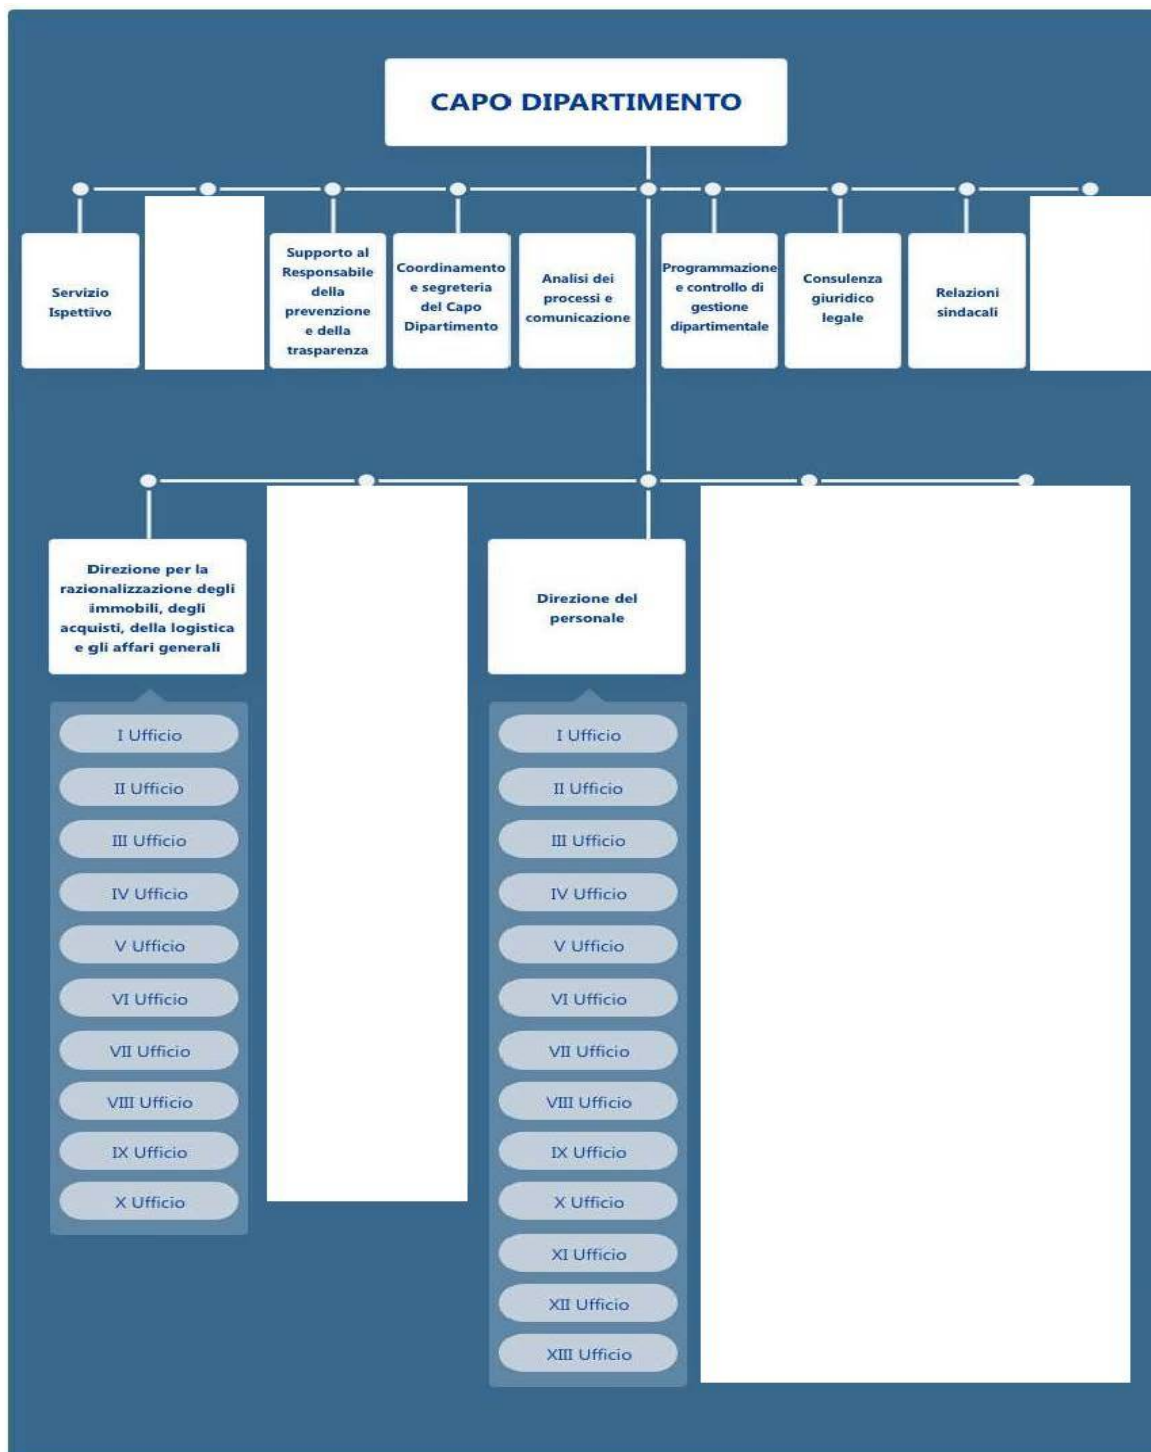 CAPO DIPARTIMENTO
Servizio
Ispettivo
Supporto al
Responsabile
della
prevenzione
e della
trasparenza
Coordinamento
e segreteria
del Capo
Dipartimento
Analisi dei
processi e
comunicazione
Programmazione
e controllo di
gestione
dipartimentale
Consulenza
giuridico
legale
Relazioni
sindacali
Direzione per la
razionalizzazione degli
immobili, degli
acquisti, della logistica
e gli affari generali
I Ufficio
II Ufficio
III Ufficio
IV Ufficio
V Ufficio
VI Ufficio
VII Ufficio
VIII Ufficio
IX Ufficio
X Ufficio
Direzione del
personale
I Ufficio
II Ufficio
III Ufficio
IV Ufficio
V Ufficio
VI Ufficio
VII Ufficio
VIII Ufficio
IX Ufficio
X Ufficio
XI Ufficio
XII Ufficio
XIII Ufficio